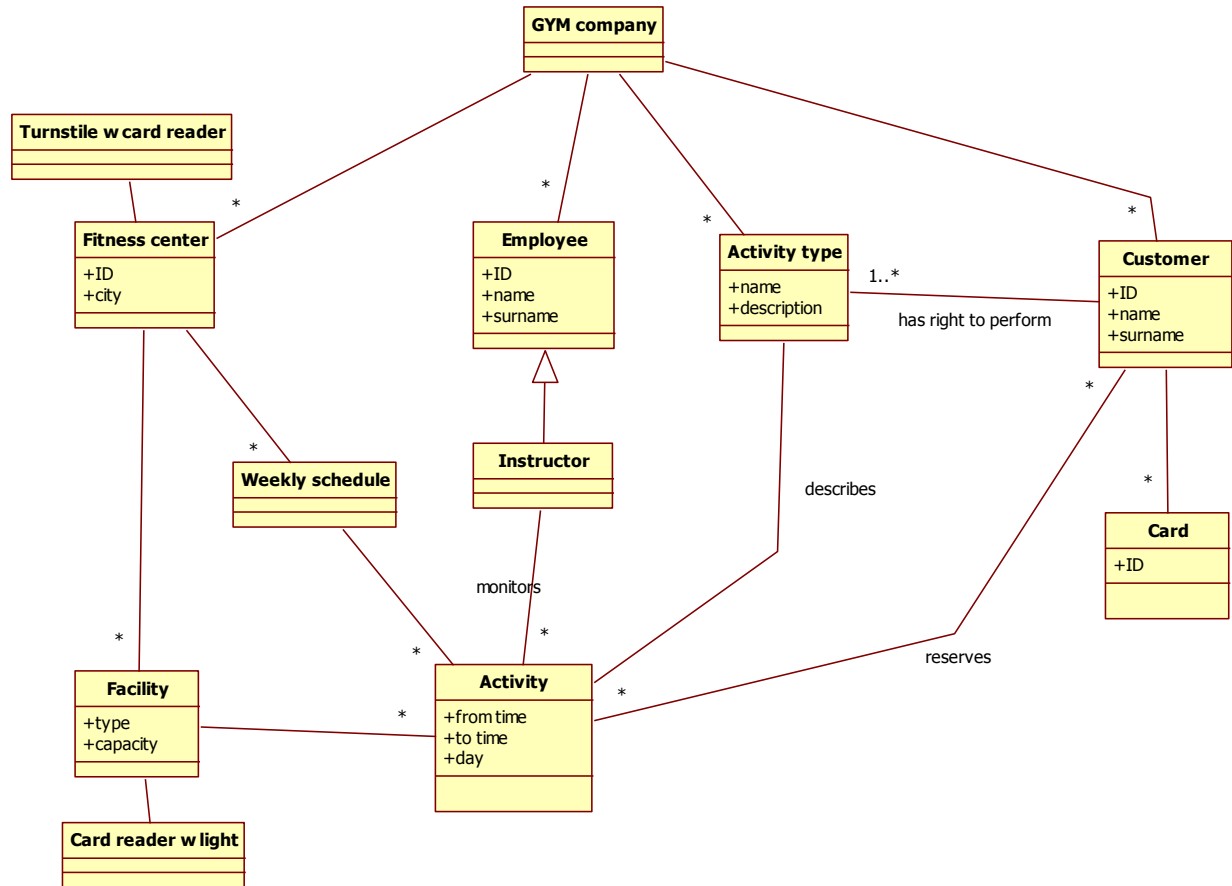 GYM company
Turnstile w card reader
*
*
*
*
Fitness center
+ID
+city
Employee
+ID
+name
+surname
Activity type
+name
+description
1..*
has right to perform
Customer
+ID
+name
+surname
*
*
Weekly schedule
Instructor
describes
*
Card
+ID
monitors
*
*
*
reserves
Facility
+type
+capacity
*
Activity
+from time
+to time
+day
*
Card reader w light